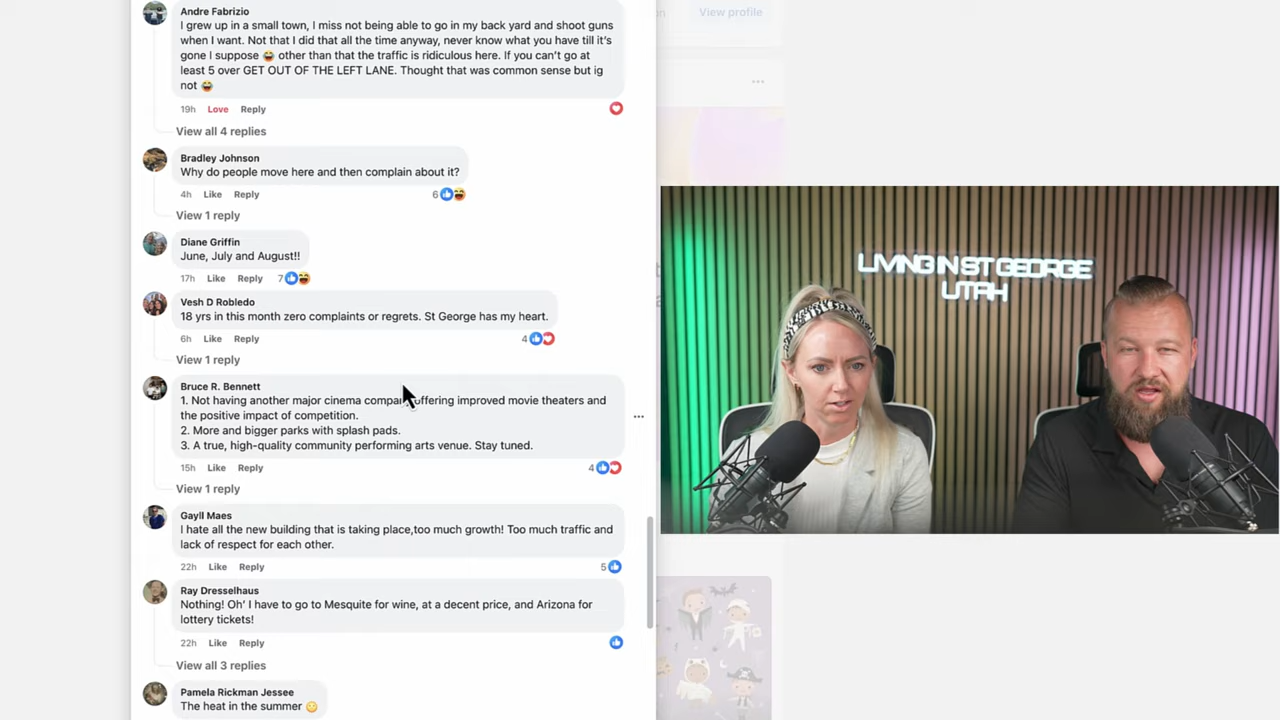 Andre Fabrizio
I grew up in a small town, I miss not being able to go in my back yard and shoot guns
when I want. Not that I did that all the time anyway, never know what you have till it's
gone I suppose 😂 other than that the traffic is ridiculous here. If you can't go at
least 5 over GET OUT OF THE LEFT LANE. Thought that was common sense but ig
not 😂
19h Love Reply
View all 4 replies
Bradley Johnson
Why do people move here and then complain about it?
4h Like Reply 6
View 1 reply
Diane Griffin
June, July and August!!
17h Like Reply 7
Vesh D Robledo
18 yrs in this month zero complaints or regrets. St George has my heart.
6h Like Reply 4
View 1 reply
Bruce R. Bennett
1. Not having another major cinema compa offering improved movie theaters and
the positive impact of competition.
2. More and bigger parks with splash pads.
3. A true, high-quality community performing arts venue. Stay tuned.
15h Like Reply 4
View 1 reply
Gayll Maes
I hate all the new building that is taking place,too much growth! Too much traffic and
lack of respect for each other.
22h Like Reply 5
Ray Dresselhaus
Nothing! Oh' I have to go to Mesquite for wine, at a decent price, and Arizona for
lottery tickets!
22h Like Reply
View all 3 replies
Pamela Rickman Jessee
The heat in the summer 😳
View profile
LIVING IN ST GEORGE
UTAH